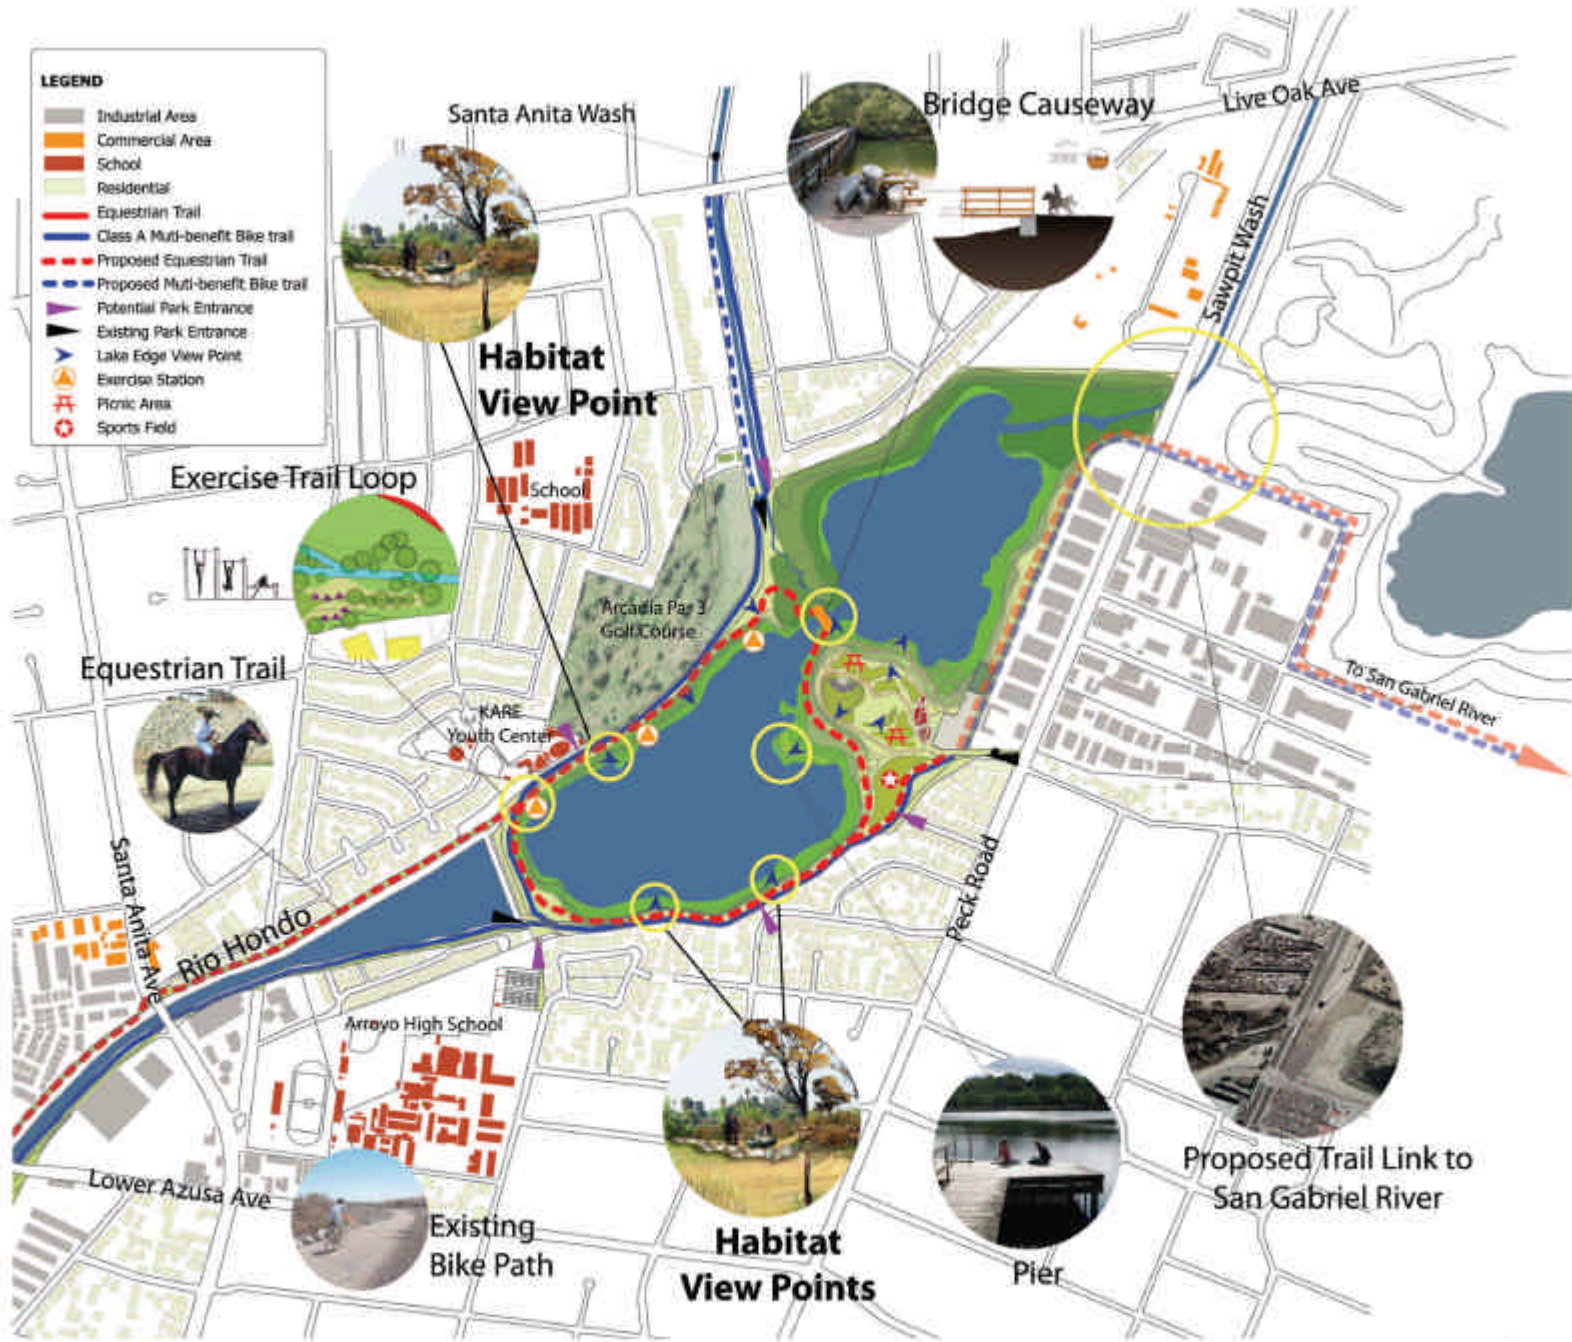 LEGEND
Industrial Area
Commercial Area
School
Residential
Equestrian Trail
Class A Muti-benefit Bike trail
Proposed Equestrian Trail
Proposed Muti-benefit Bike trail
Potential Park Entrance
Existing Park Entrance
Lake Edge View Point
Exercise Station
Picnic Area
Sports Field
Santa Anita Wash
Bridge Causeway
Live Oak Ave
Sawpit Wash
Habitat
View Point
Exercise Trail Loop
School
Arcadia Par 3
Golf Course
Equestrian Trail
KARE
Youth Center
To San Gabriel River
Santa Anita Ave
Rio Hondo
Peck Road
Arroyo High School
Lower Azusa Ave
Existing
Bike Path
Habitat
View Points
Pier
Proposed Trail Link to
San Gabriel River